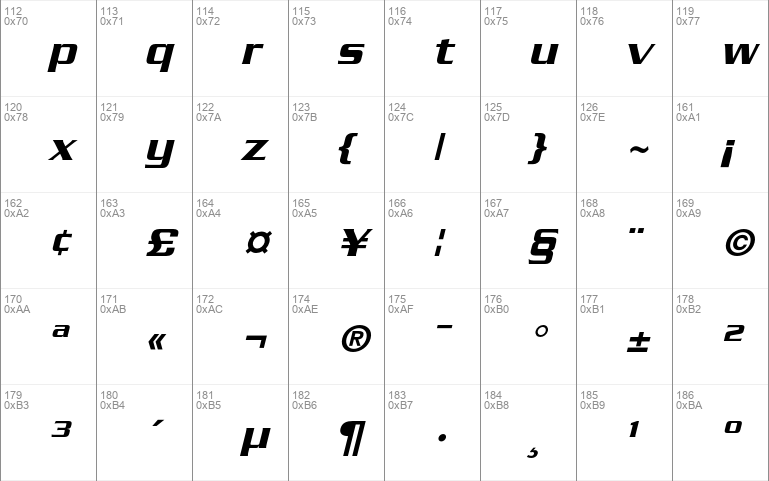 112 113 114 115 116 117 118 119
0x70 0x71 0x72 0x73 0x74 0x75 0x76 0x77
p q r s t u v w
120 121 122 123 124 125 126 161
0x78 0x79 0x7A 0x7B 0x7C 0x7D 0x7E 0xA1
x y z { | } ~ ¡
162 163 164 165 166 167 168 169
0xA2 0xA3 0xA4 0xA5 0xA6 0xA7 0xA8 0xA9
¢ £ ¤ ¥ ¦ § ¨ ©
170 171 172 174 175 176 177 178
0xAA 0xAB 0xAC 0xAE 0xAF 0xB0 0xB1 0xB2
ª « ¬ ® ¯ ° ± ²
179 180 181 182 183 184 185 186
0xB3 0xB4 0xB5 0xB6 0xB7 0xB8 0xB9 0xBA
³ ´ µ ¶ · ¸ ¹ º